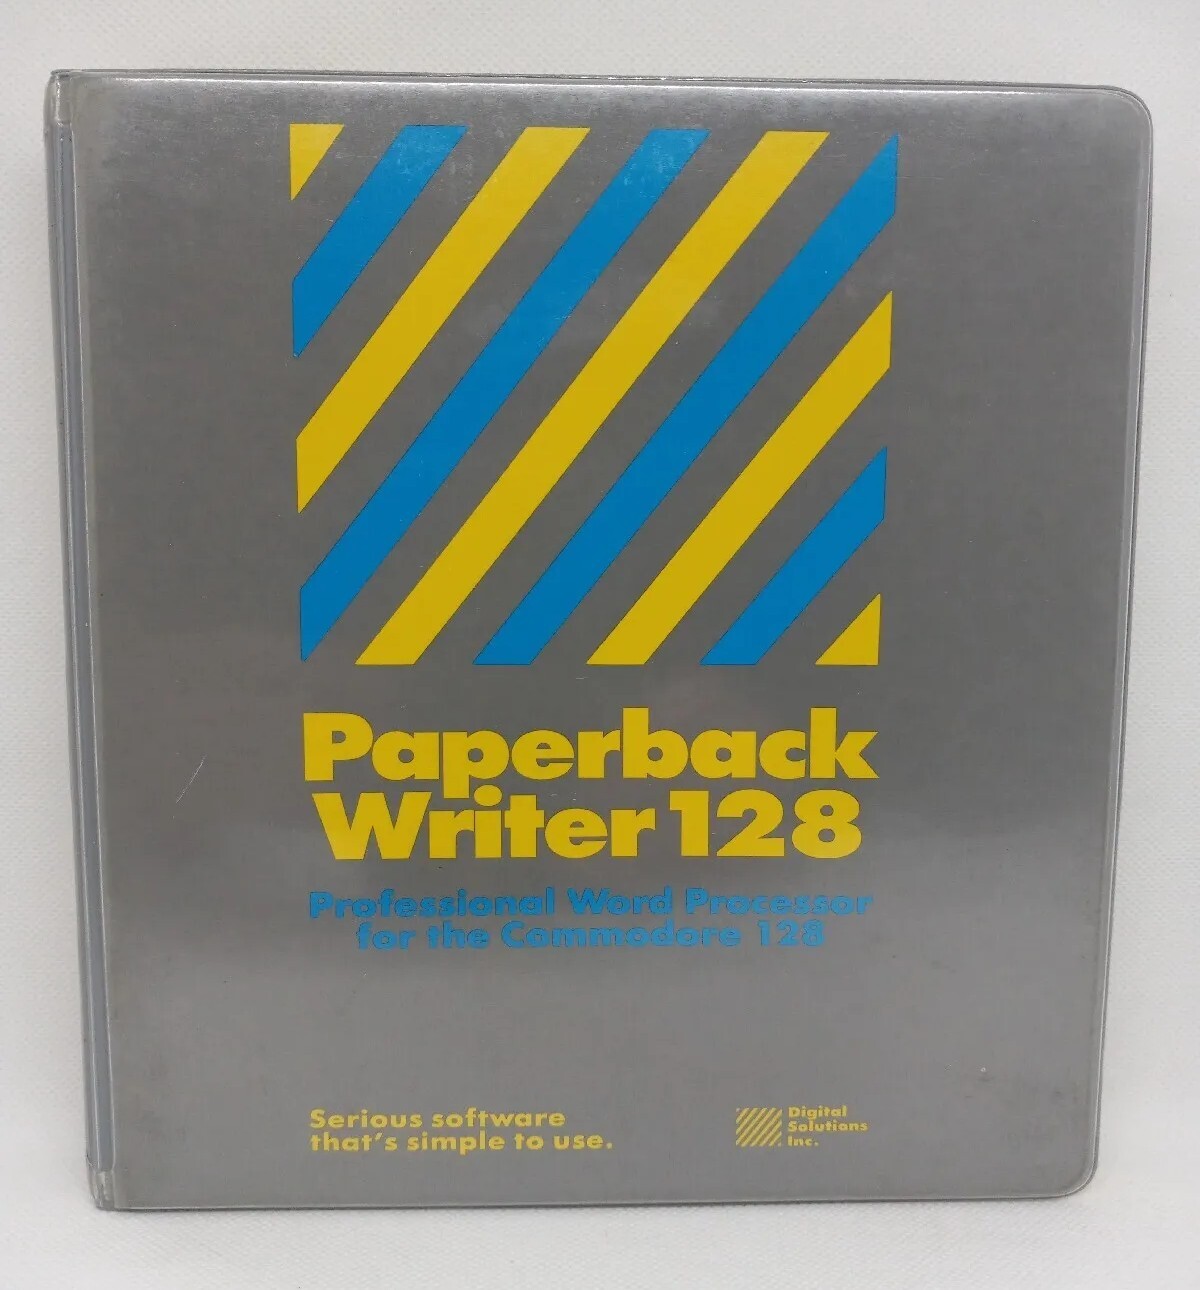 Paperback
Writer 128
Professional Word Processor
for the Commodore 128
Serious software
that's simple to use.
Digital
Solutions
Inc.